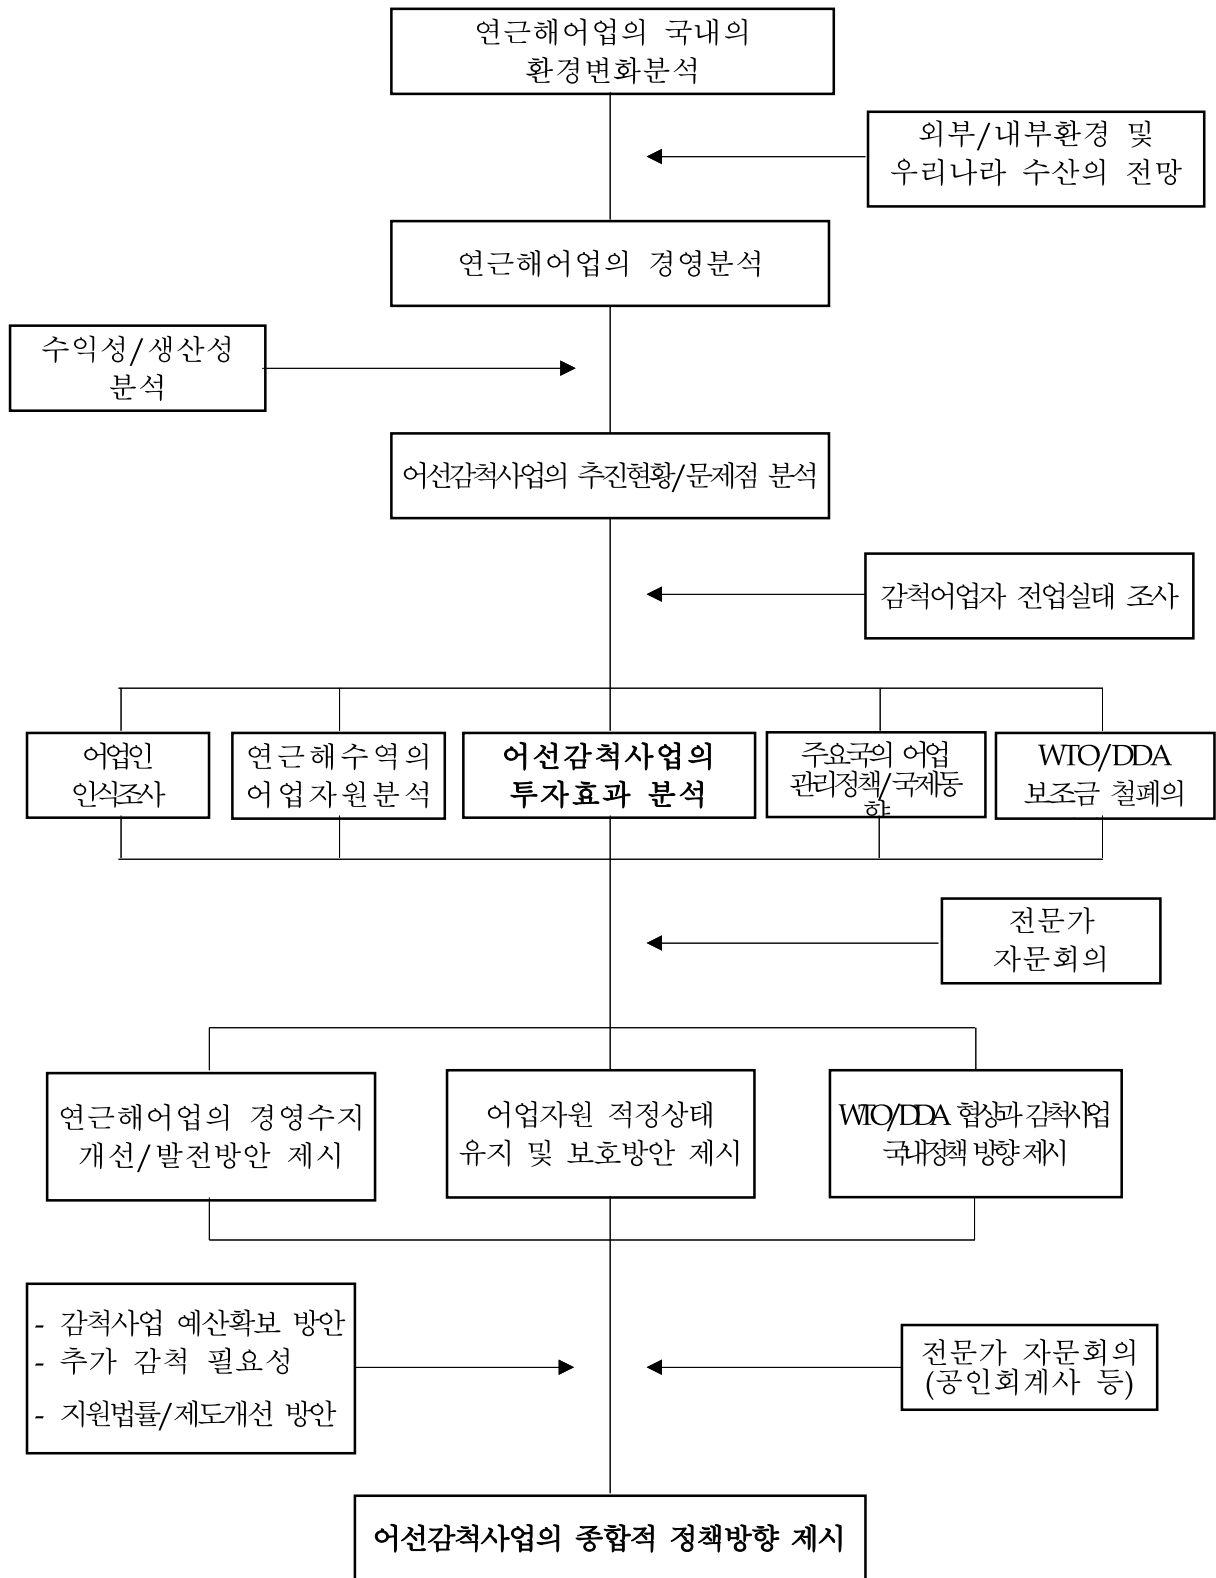 연근해어업의 국내의
환경변화분석
외부/내부환경 및
우리나라 수산의 전망
연근해어업의 경영분석
수익성/생산성
분석
어선감척사업의 추진현황/문제점 분석
감척어업자 전업실태 조사
어업인
인식조사
연근해수역의
어업자원분석
어선감척사업의
투자효과 분석
주요국의 어업
관리정책/국제동
향
WTO/DDA
보조금 철폐의
전문가
자문회의
연근해어업의 경영수지
개선/발전방안 제시
어업자원 적정상태
유지 및 보호방안 제시
WTO/DDA 협상과 감척사업
국내정책 방향 제시
- 감척사업 예산확보 방안
- 추가 감척 필요성
- 지원법률/제도개선 방안
전문가 자문회의
(공인회계사 등)
어선감척사업의 종합적 정책방향 제시